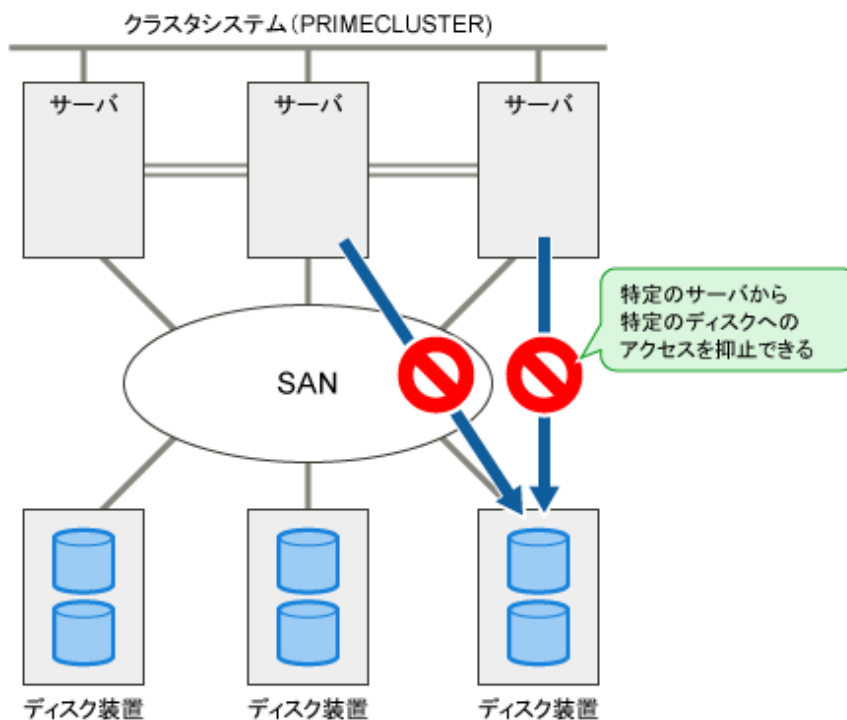 クラスタシステム(PRIMECLUSTER)
サーバ
サーバ
サーバ
特定のサーバから
特定のディスクへの
アクセスを抑止できる
SAN
ディスク装置
ディスク装置
ディスク装置